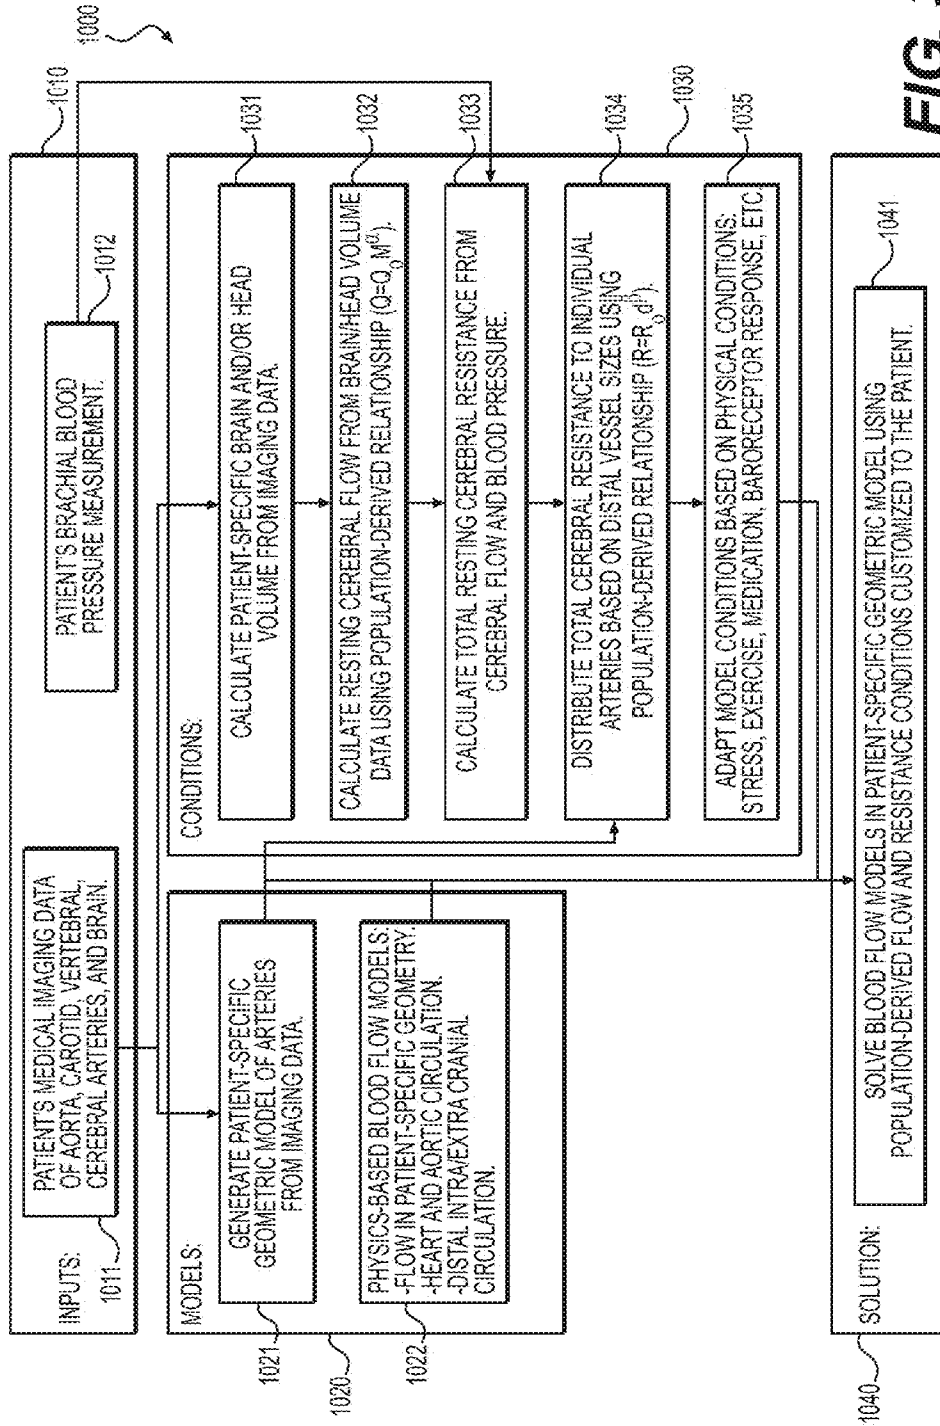 1000
INPUTS:
1010
PATIENT'S MEDICAL IMAGING DATA
OF AORTA, CAROTID, VERTEBRAL,
CEREBRAL ARTERIES, AND BRAIN.
1011
PATIENT'S BRACHIAL BLOOD
PRESSURE MEASUREMENT.
1012
MODELS:
GENERATE PATIENT-SPECIFIC
GEOMETRIC MODEL OF ARTERIES
FROM IMAGING DATA.
1021
1020
PHYSICS-BASED BLOOD FLOW MODELS:
-FLOW IN PATIENT-SPECIFIC GEOMETRY.
-HEART AND AORTIC CIRCULATION.
-DISTAL INTRA/EXTRA CRANIAL
CIRCULATION.
1022
CONDITIONS:
CALCULATE PATIENT-SPECIFIC BRAIN AND/OR HEAD
VOLUME FROM IMAGING DATA.
1031
CALCULATE RESTING CEREBRAL FLOW FROM BRAIN/HEAD VOLUME
DATA USING POPULATION-DERIVED RELATIONSHIP (Q=Q₀M^α).
1032
CALCULATE TOTAL RESTING CEREBRAL RESISTANCE FROM
CEREBRAL FLOW AND BLOOD PRESSURE.
1033
DISTRIBUTE TOTAL CEREBRAL RESISTANCE TO INDIVIDUAL
ARTERIES BASED ON DISTAL VESSEL SIZES USING
POPULATION-DERIVED RELATIONSHIP (R=R₀d^β).
1034
1030
ADAPT MODEL CONDITIONS BASED ON PHYSICAL CONDITIONS:
STRESS, EXERCISE, MEDICATION, BARORECEPTOR RESPONSE, ETC.
1035
SOLUTION:
1040
SOLVE BLOOD FLOW MODELS IN PATIENT-SPECIFIC GEOMETRIC MODEL USING
POPULATION-DERIVED FLOW AND RESISTANCE CONDITIONS CUSTOMIZED TO THE PATIENT.
1041
FIG.